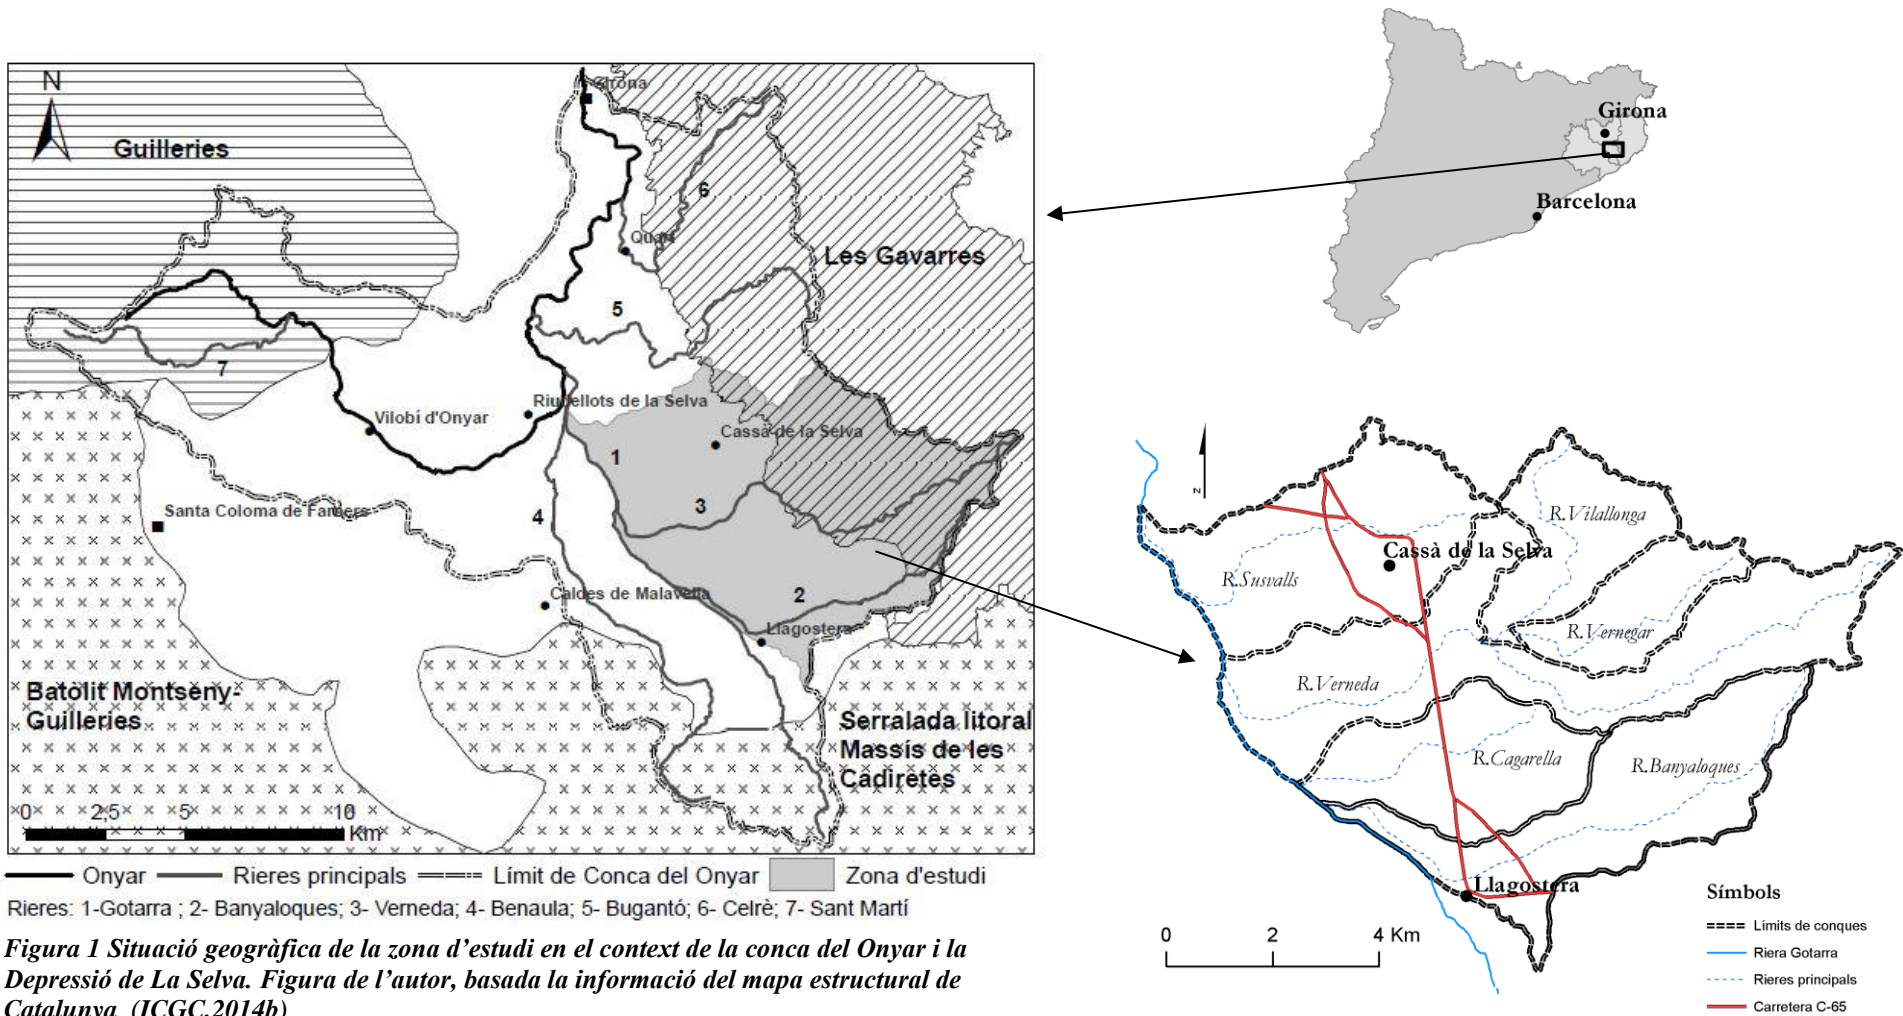 N
Girona
Guilleries
6
Quart
Les Gavarres
5
7
Riudellots de la Selva
Vilobí d'Onyar
Cassà de la Selva
1
3
4
Santa Coloma de Farners
2
Caldes de Malavella
Llagostera
Batolit Montseny-
Guilleries
Serralada litoral
Massís de les
Cadiretes
0 2,5 5 10
Km
Onyar Rieres principals Límit de Conca del Onyar Zona d'estudi
Rieres: 1-Gotarra ; 2- Banyaloques; 3- Verneda; 4- Benaula; 5- Bugantó; 6- Celrè; 7- Sant Martí
Figura 1 Situació geogràfica de la zona d’estudi en el context de la conca del Onyar i la
Depressió de La Selva. Figura de l’autor, basada la informació del mapa estructural de
Catalunya (ICGC,2014b)
Girona
Barcelona
N
R.Vilallonga
Cassà de la Selva
R.Susvalls
R.Vernegar
R.Verneda
R.Cagarella
R.Banyaloques
Llagostera
0 2 4 Km
Símbols
Límits de conques
Riera Gotarra
Rieres principals
Carretera C-65